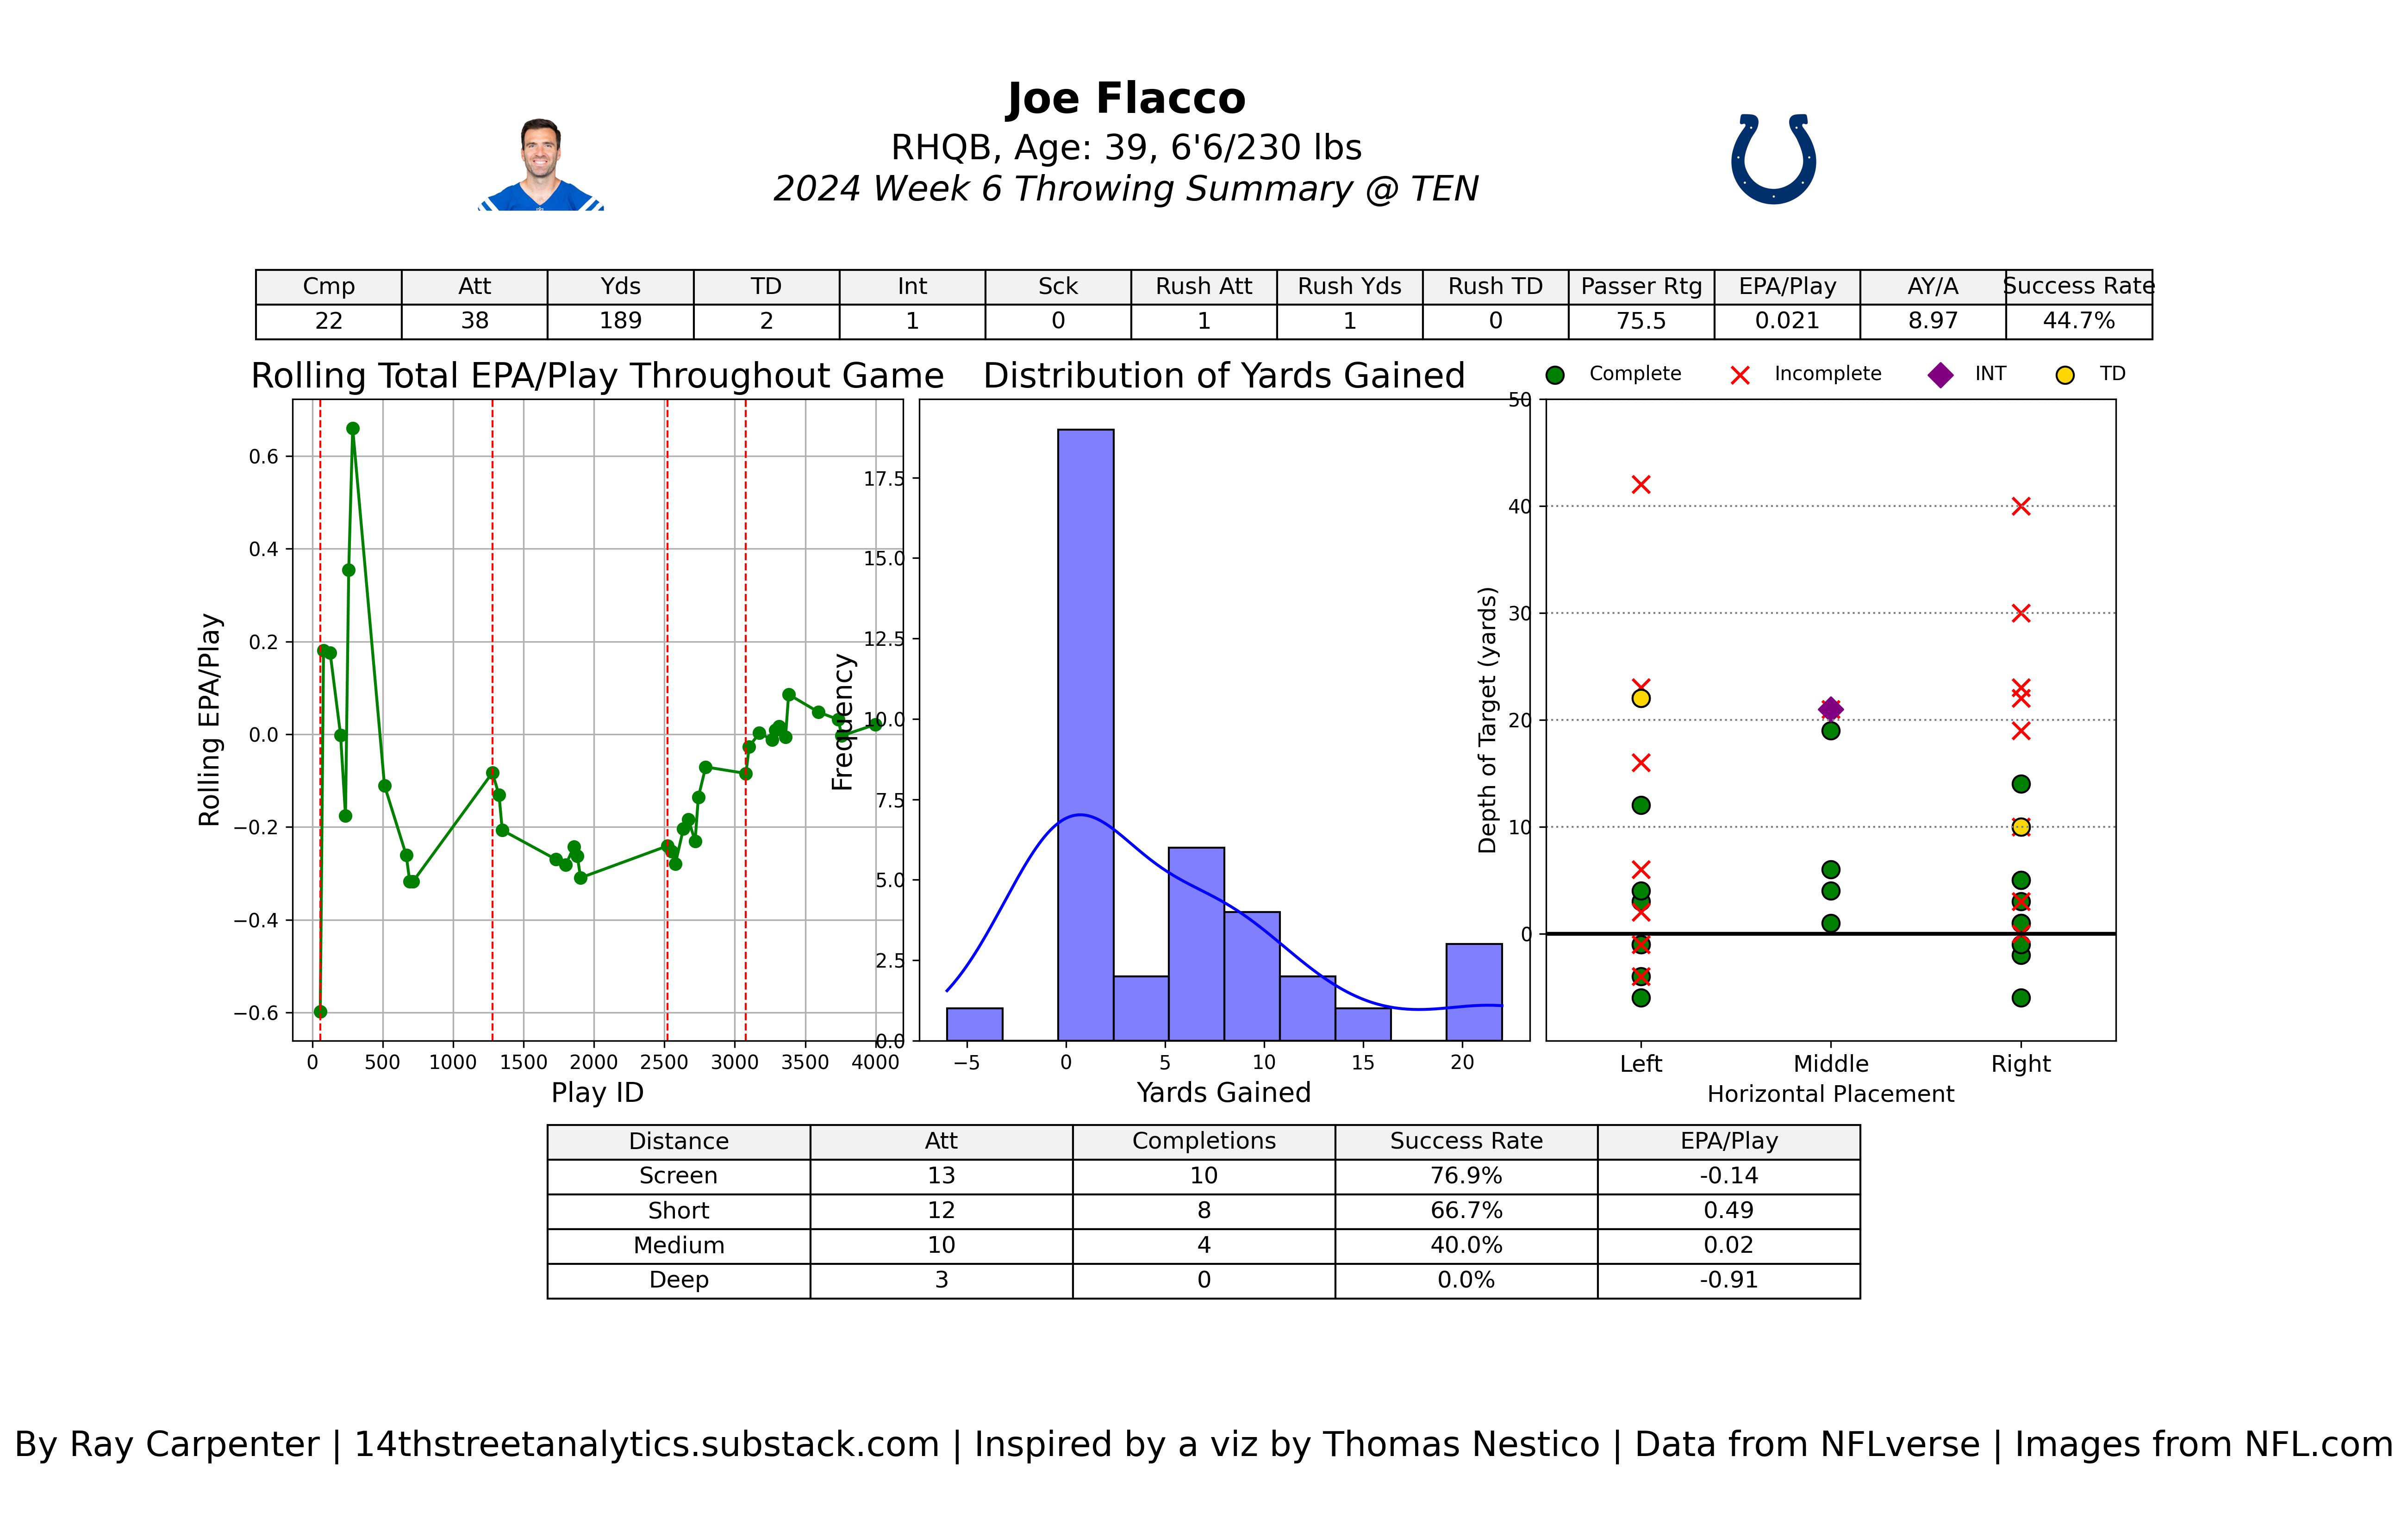 Joe Flacco
RHQB, Age: 39, 6'6/230 lbs
2024 Week 6 Throwing Summary @ TEN
Cmp Att Yds TD Int Sck Rush Att Rush Yds Rush TD Passer Rtg EPA/Play AY/A Success Rate
22 38 189 2 1 0 1 1 0 75.5 0.021 8.97 44.7%
Rolling Total EPA/Play Throughout Game
Rolling EPA/Play
0.6
0.4
0.2
0.0
−0.2
−0.4
−0.6
0 500 1000 1500 2000 2500 3000 3500 4000
Play ID
Distribution of Yards Gained
Frequency
17.5
15.0
12.5
10.0
7.5
5.0
2.5
0.0
−5 0 5 10 15 20
Yards Gained
Complete Incomplete INT TD
Depth of Target (yards)
50
40
30
20
10
0
Left Middle Right
Horizontal Placement
Distance Att Completions Success Rate EPA/Play
Screen 13 10 76.9% -0.14
Short 12 8 66.7% 0.49
Medium 10 4 40.0% 0.02
Deep 3 0 0.0% -0.91
By Ray Carpenter | 14thstreetanalytics.substack.com | Inspired by a viz by Thomas Nestico | Data from NFLverse | Images from NFL.com